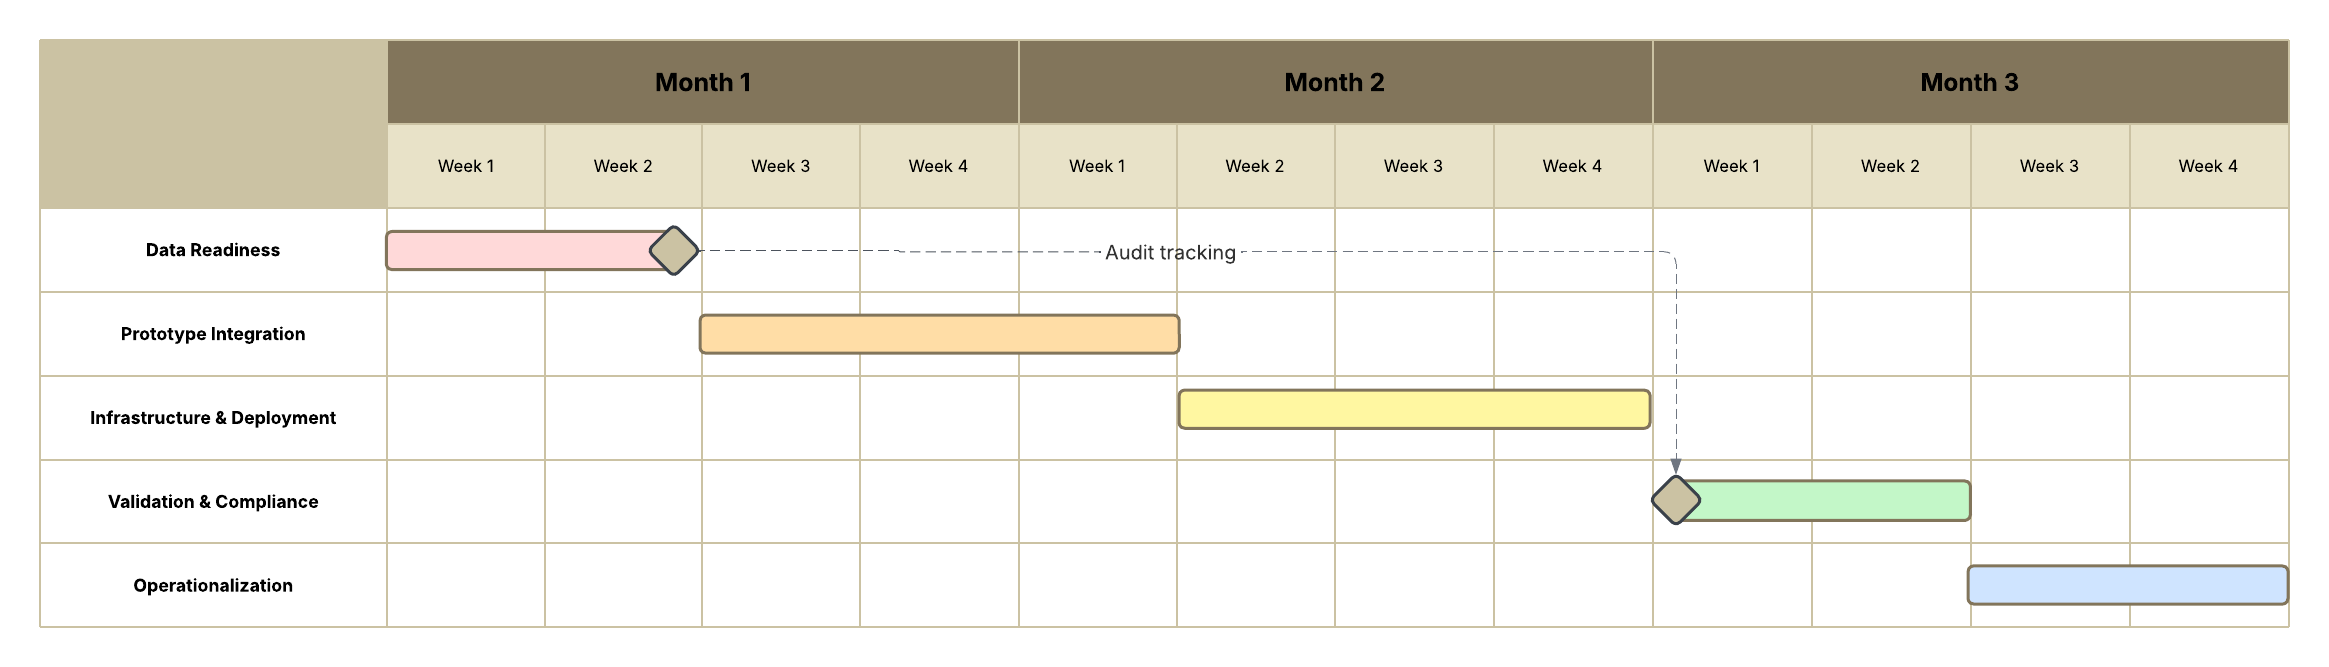 Month 1
Month 2
Month 3
Week 1
Week 2
Week 3
Week 4
Week 1
Week 2
Week 3
Week 4
Week 1
Week 2
Week 3
Week 4
Data Readiness
Audit tracking
Prototype Integration
Infrastructure & Deployment
Validation & Compliance
Operationalization